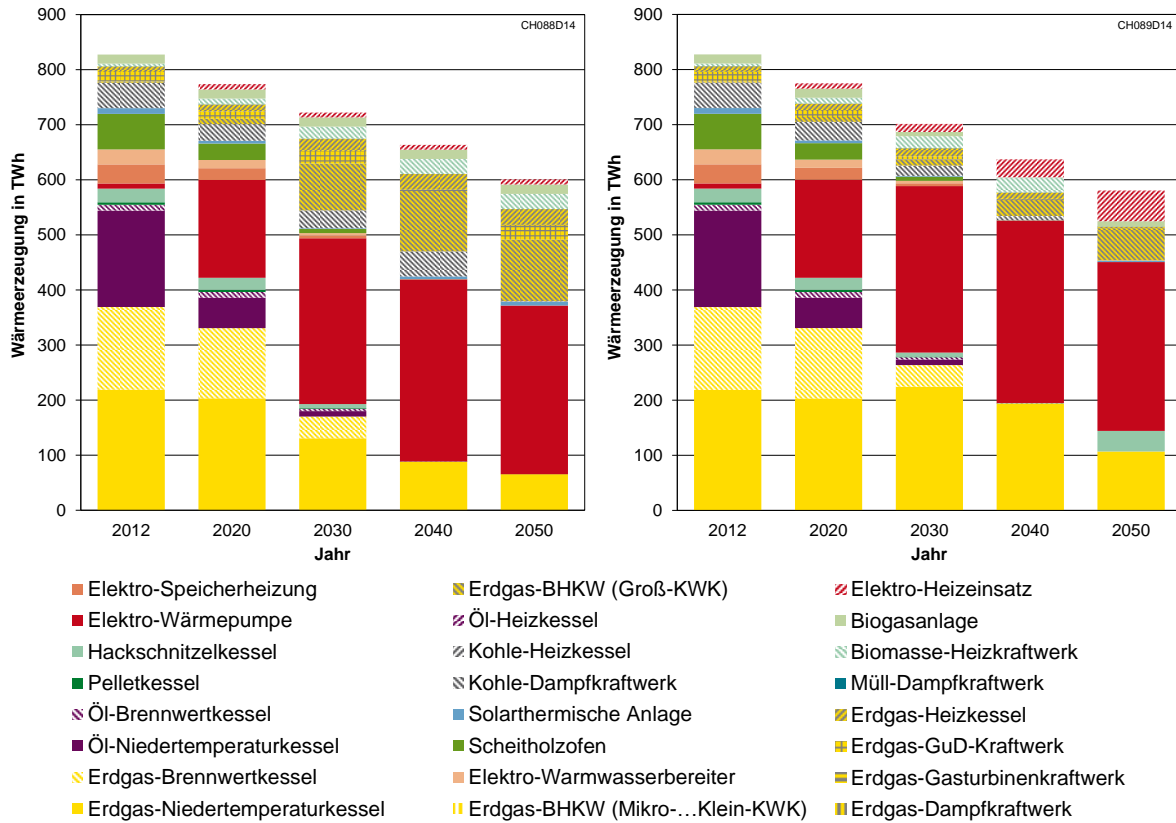 CH088D14
900
800
700
600
500
400
300
200
100
0
Wärmeerzeugung in TWh
2012 2020 2030 2040 2050
Jahr
CH089D14
900
800
700
600
500
400
300
200
100
0
Wärmeerzeugung in TWh
2012 2020 2030 2040 2050
Jahr
Elektro-Speicherheizung
Elektro-Wärmepumpe
Hackschnitzelkessel
Pelletkessel
Öl-Brennwertkessel
Öl-Niedertemperaturkessel
Erdgas-Brennwertkessel
Erdgas-Niedertemperaturkessel
Erdgas-BHKW (Groß-KWK)
Öl-Heizkessel
Kohle-Heizkessel
Kohle-Dampfkraftwerk
Solarthermische Anlage
Scheitholzofen
Elektro-Warmwasserbereiter
Erdgas-BHKW (Mikro-…Klein-KWK)
Elektro-Heizeinsatz
Biogasanlage
Biomasse-Heizkraftwerk
Müll-Dampfkraftwerk
Erdgas-Heizkessel
Erdgas-GuD-Kraftwerk
Erdgas-Gasturbinenkraftwerk
Erdgas-Dampfkraftwerk